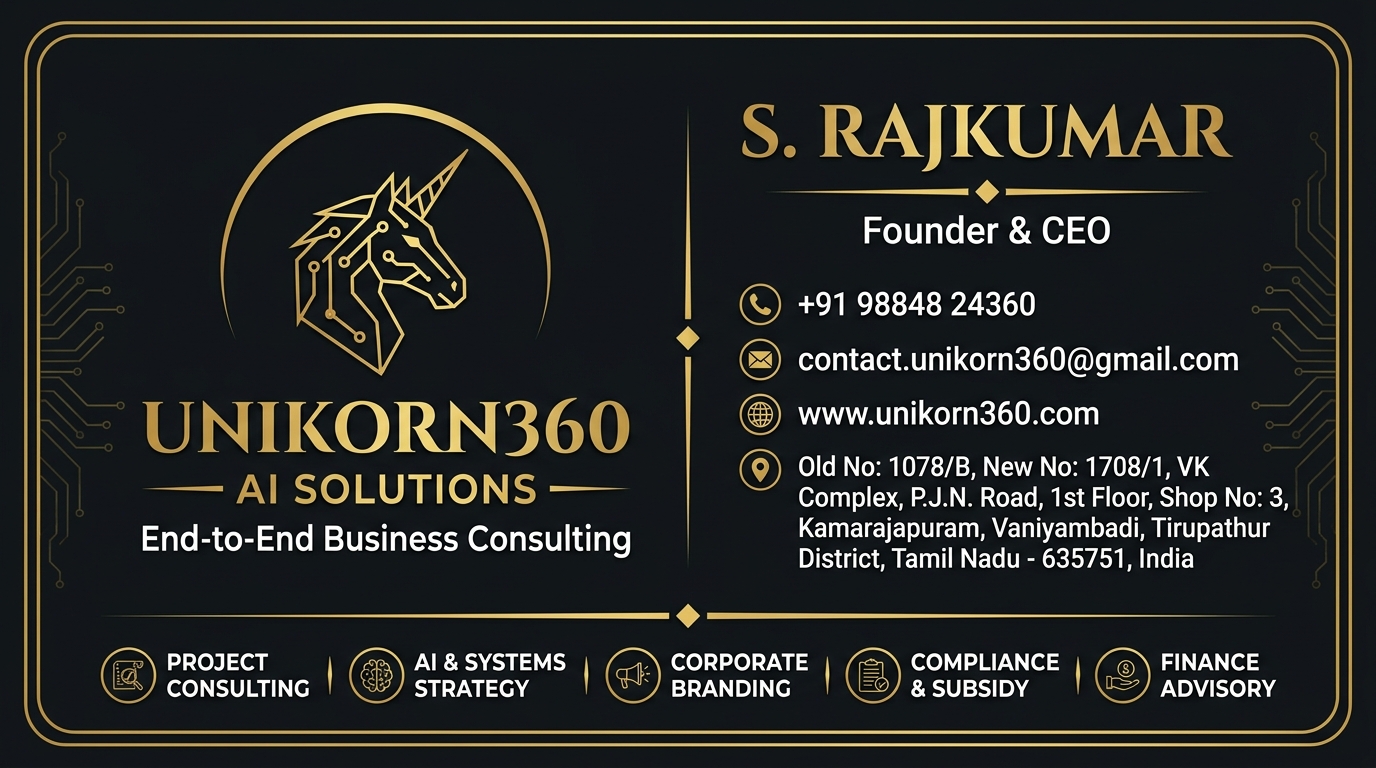 UNIKORN360
AI SOLUTIONS
End-to-End Business Consulting
S. RAJKUMAR
Founder & CEO
+91 98848 24360
contact.unikorn360@gmail.com
www.unikorn360.com
Old No: 1078/B, New No: 1708/1, VK
Complex, P.J.N. Road, 1st Floor, Shop No: 3,
Kamarajapuram, Vaniyambadi, Tirupathur
District, Tamil Nadu - 635751, India
PROJECT
CONSULTING
AI & SYSTEMS
STRATEGY
CORPORATE
BRANDING
COMPLIANCE
& SUBSIDY
FINANCE
ADVISORY